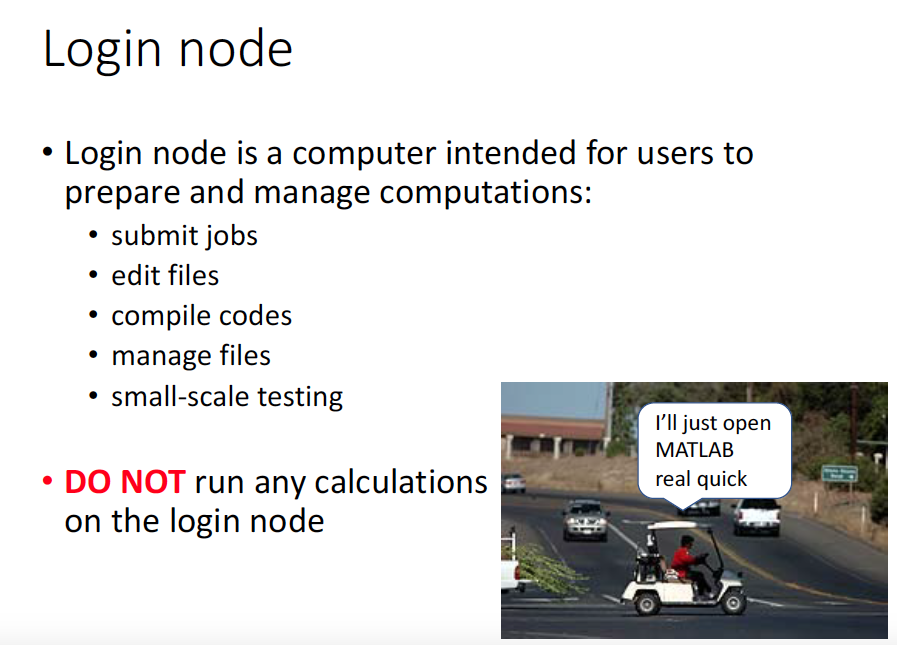 Login node
• Login node is a computer intended for users to
prepare and manage computations:
• submit jobs
• edit files
• compile codes
• manage files
• small-scale testing
• DO NOT run any calculations
on the login node
I'll just open
MATLAB
real quick